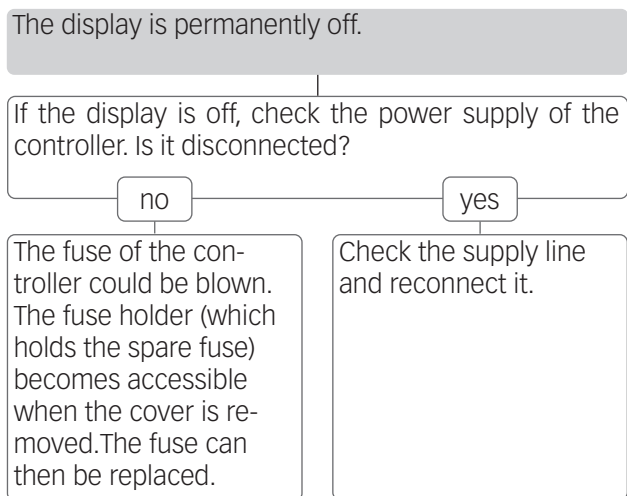 The display is permanently off.
If the display is off, check the power supply of the
controller. Is it disconnected?
no
yes
The fuse of the con-
troller could be blown.
The fuse holder (which
holds the spare fuse)
becomes accessible
when the cover is re-
moved.The fuse can
then be replaced.
Check the supply line
and reconnect it.